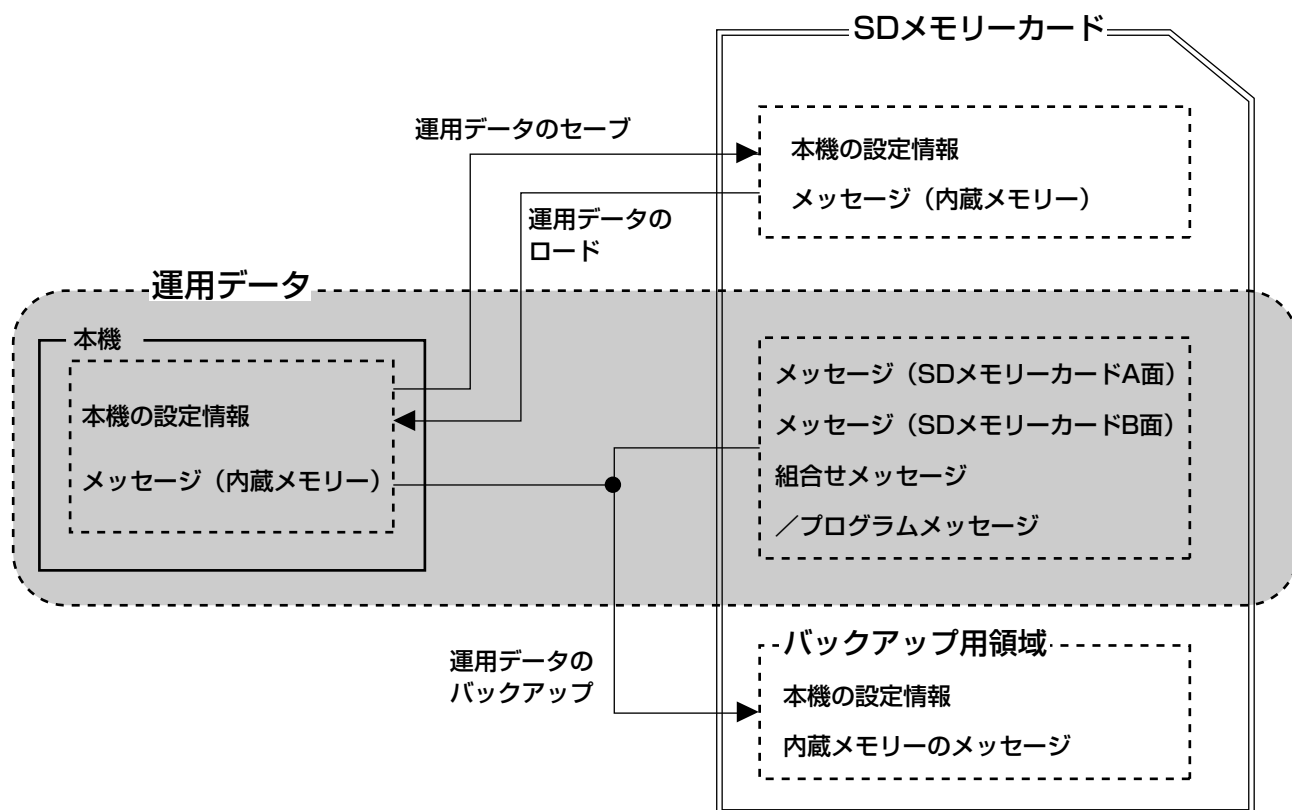 SDメモリーカード
運用データのセーブ
本機の設定情報
メッセージ（内蔵メモリー）
運用データの
ロード
運用データ
本機
本機の設定情報
メッセージ（内蔵メモリー）
メッセージ（SDメモリーカードA面）
メッセージ（SDメモリーカードB面）
組合せメッセージ
／プログラムメッセージ
運用データの
バックアップ
バックアップ用領域
本機の設定情報
内蔵メモリーのメッセージ